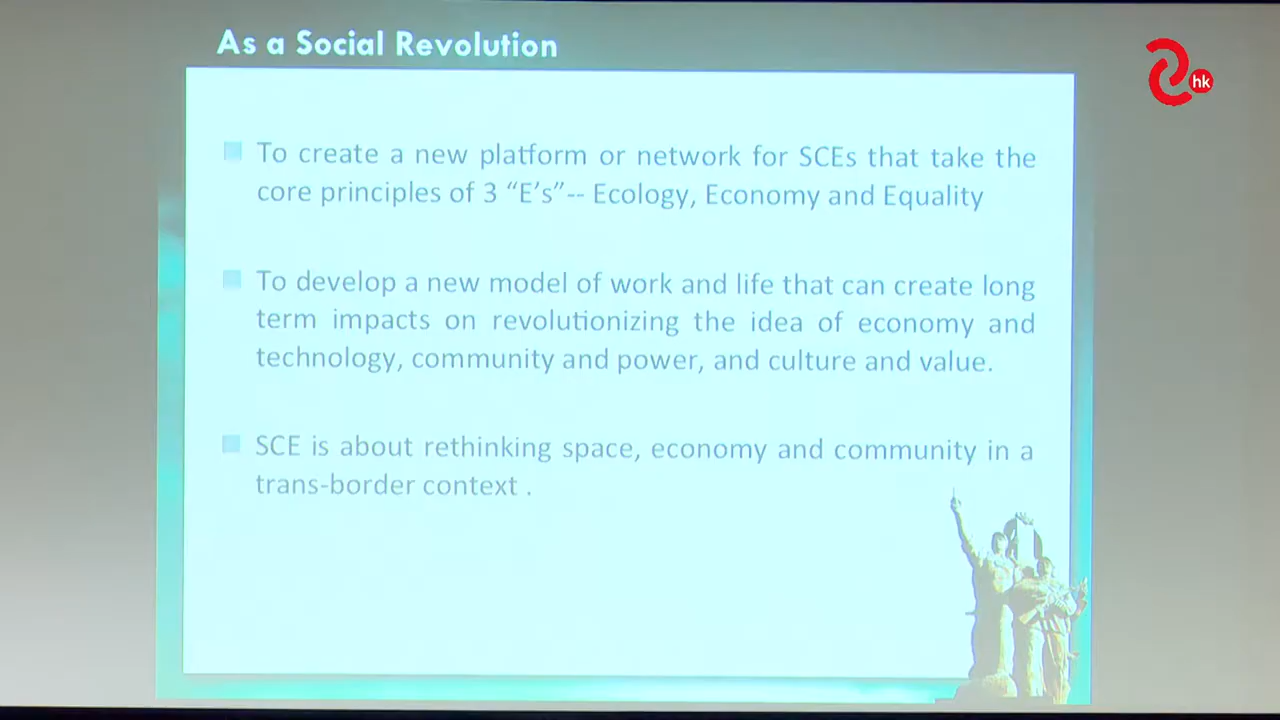 As a Social Revolution
hk
To create a new platform or network for SCEs that take the
core principles of 3 “E’s”-- Ecology, Economy and Equality
To develop a new model of work and life that can create long
term impacts on revolutionizing the idea of economy and
technology, community and power, and culture and value.
SCE is about rethinking space, economy and community in a
trans-border context .